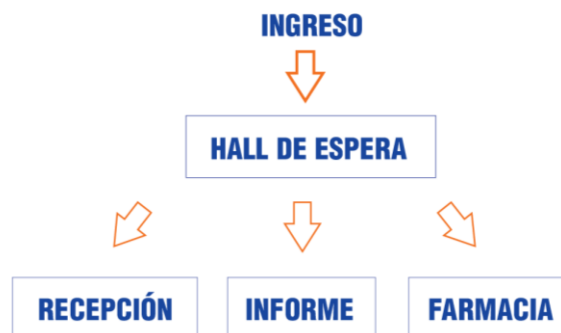 INGRESO
HALL DE ESPERA
RECEPCIÓN
INFORME
FARMACIA